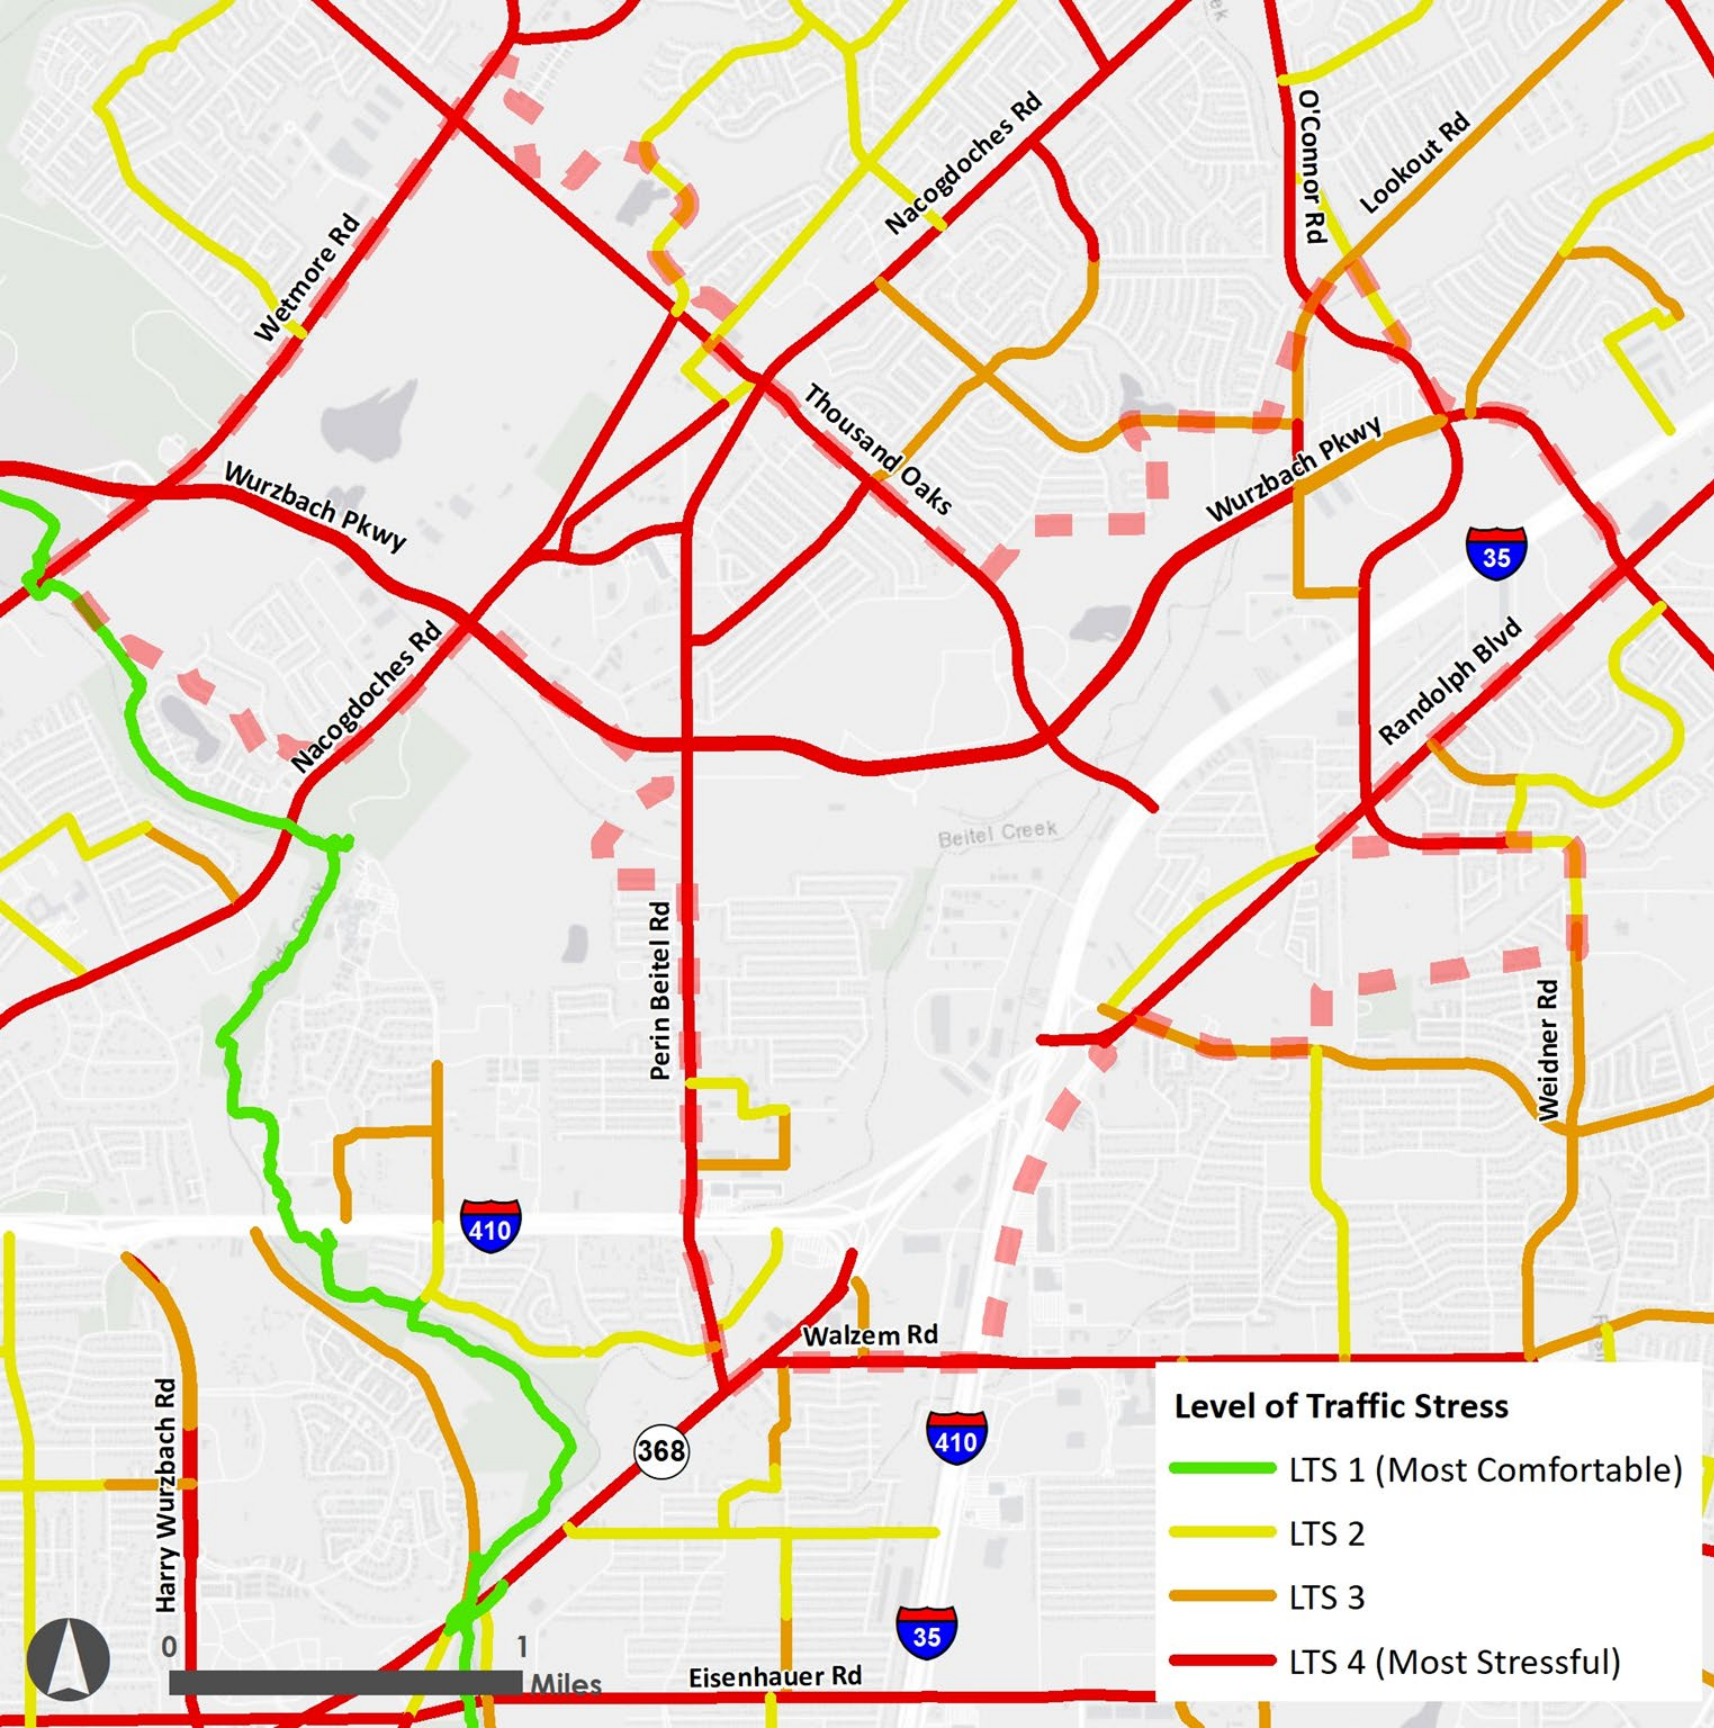 Nacogdoches Rd
O'Connor Rd
Lookout Rd
Wetmore Rd
Thousand Oaks
Wurzbach Pkwy
Wurzbach Pkwy
35
Nacogdoches Rd
Randolph Blvd
Beitel Creek
Perrin Beitel Rd
Weidner Rd
410
Walzem Rd
Harry Wurzbach Rd
368
410
35
Eisenhauer Rd
Level of Traffic Stress
LTS 1 (Most Comfortable)
LTS 2
LTS 3
LTS 4 (Most Stressful)
0 1
Miles